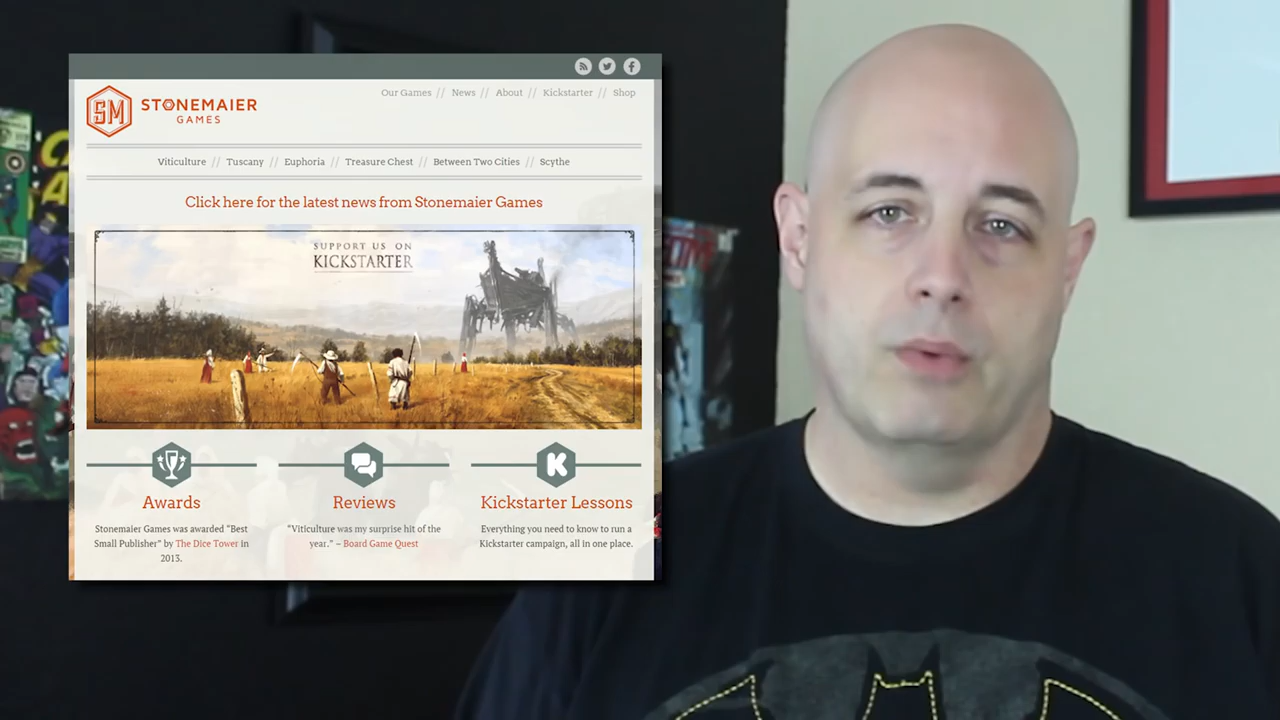 SM STONEMAIER
GAMES
Our Games // News // About // Kickstarter // Shop
Viticulture // Tuscany // Euphoria // Treasure Chest // Between Two Cities // Scythe
Click here for the latest news from Stonemaier Games
SUPPORT US ON
KICKSTARTER
Awards
Stonemaier Games was awarded "Best
Small Publisher" by The Dice Tower in
2013.
Reviews
"Viticulture was my surprise hit of the
year." – Board Game Quest
K
Kickstarter Lessons
Everything you need to know to run a
Kickstarter campaign, all in one place.